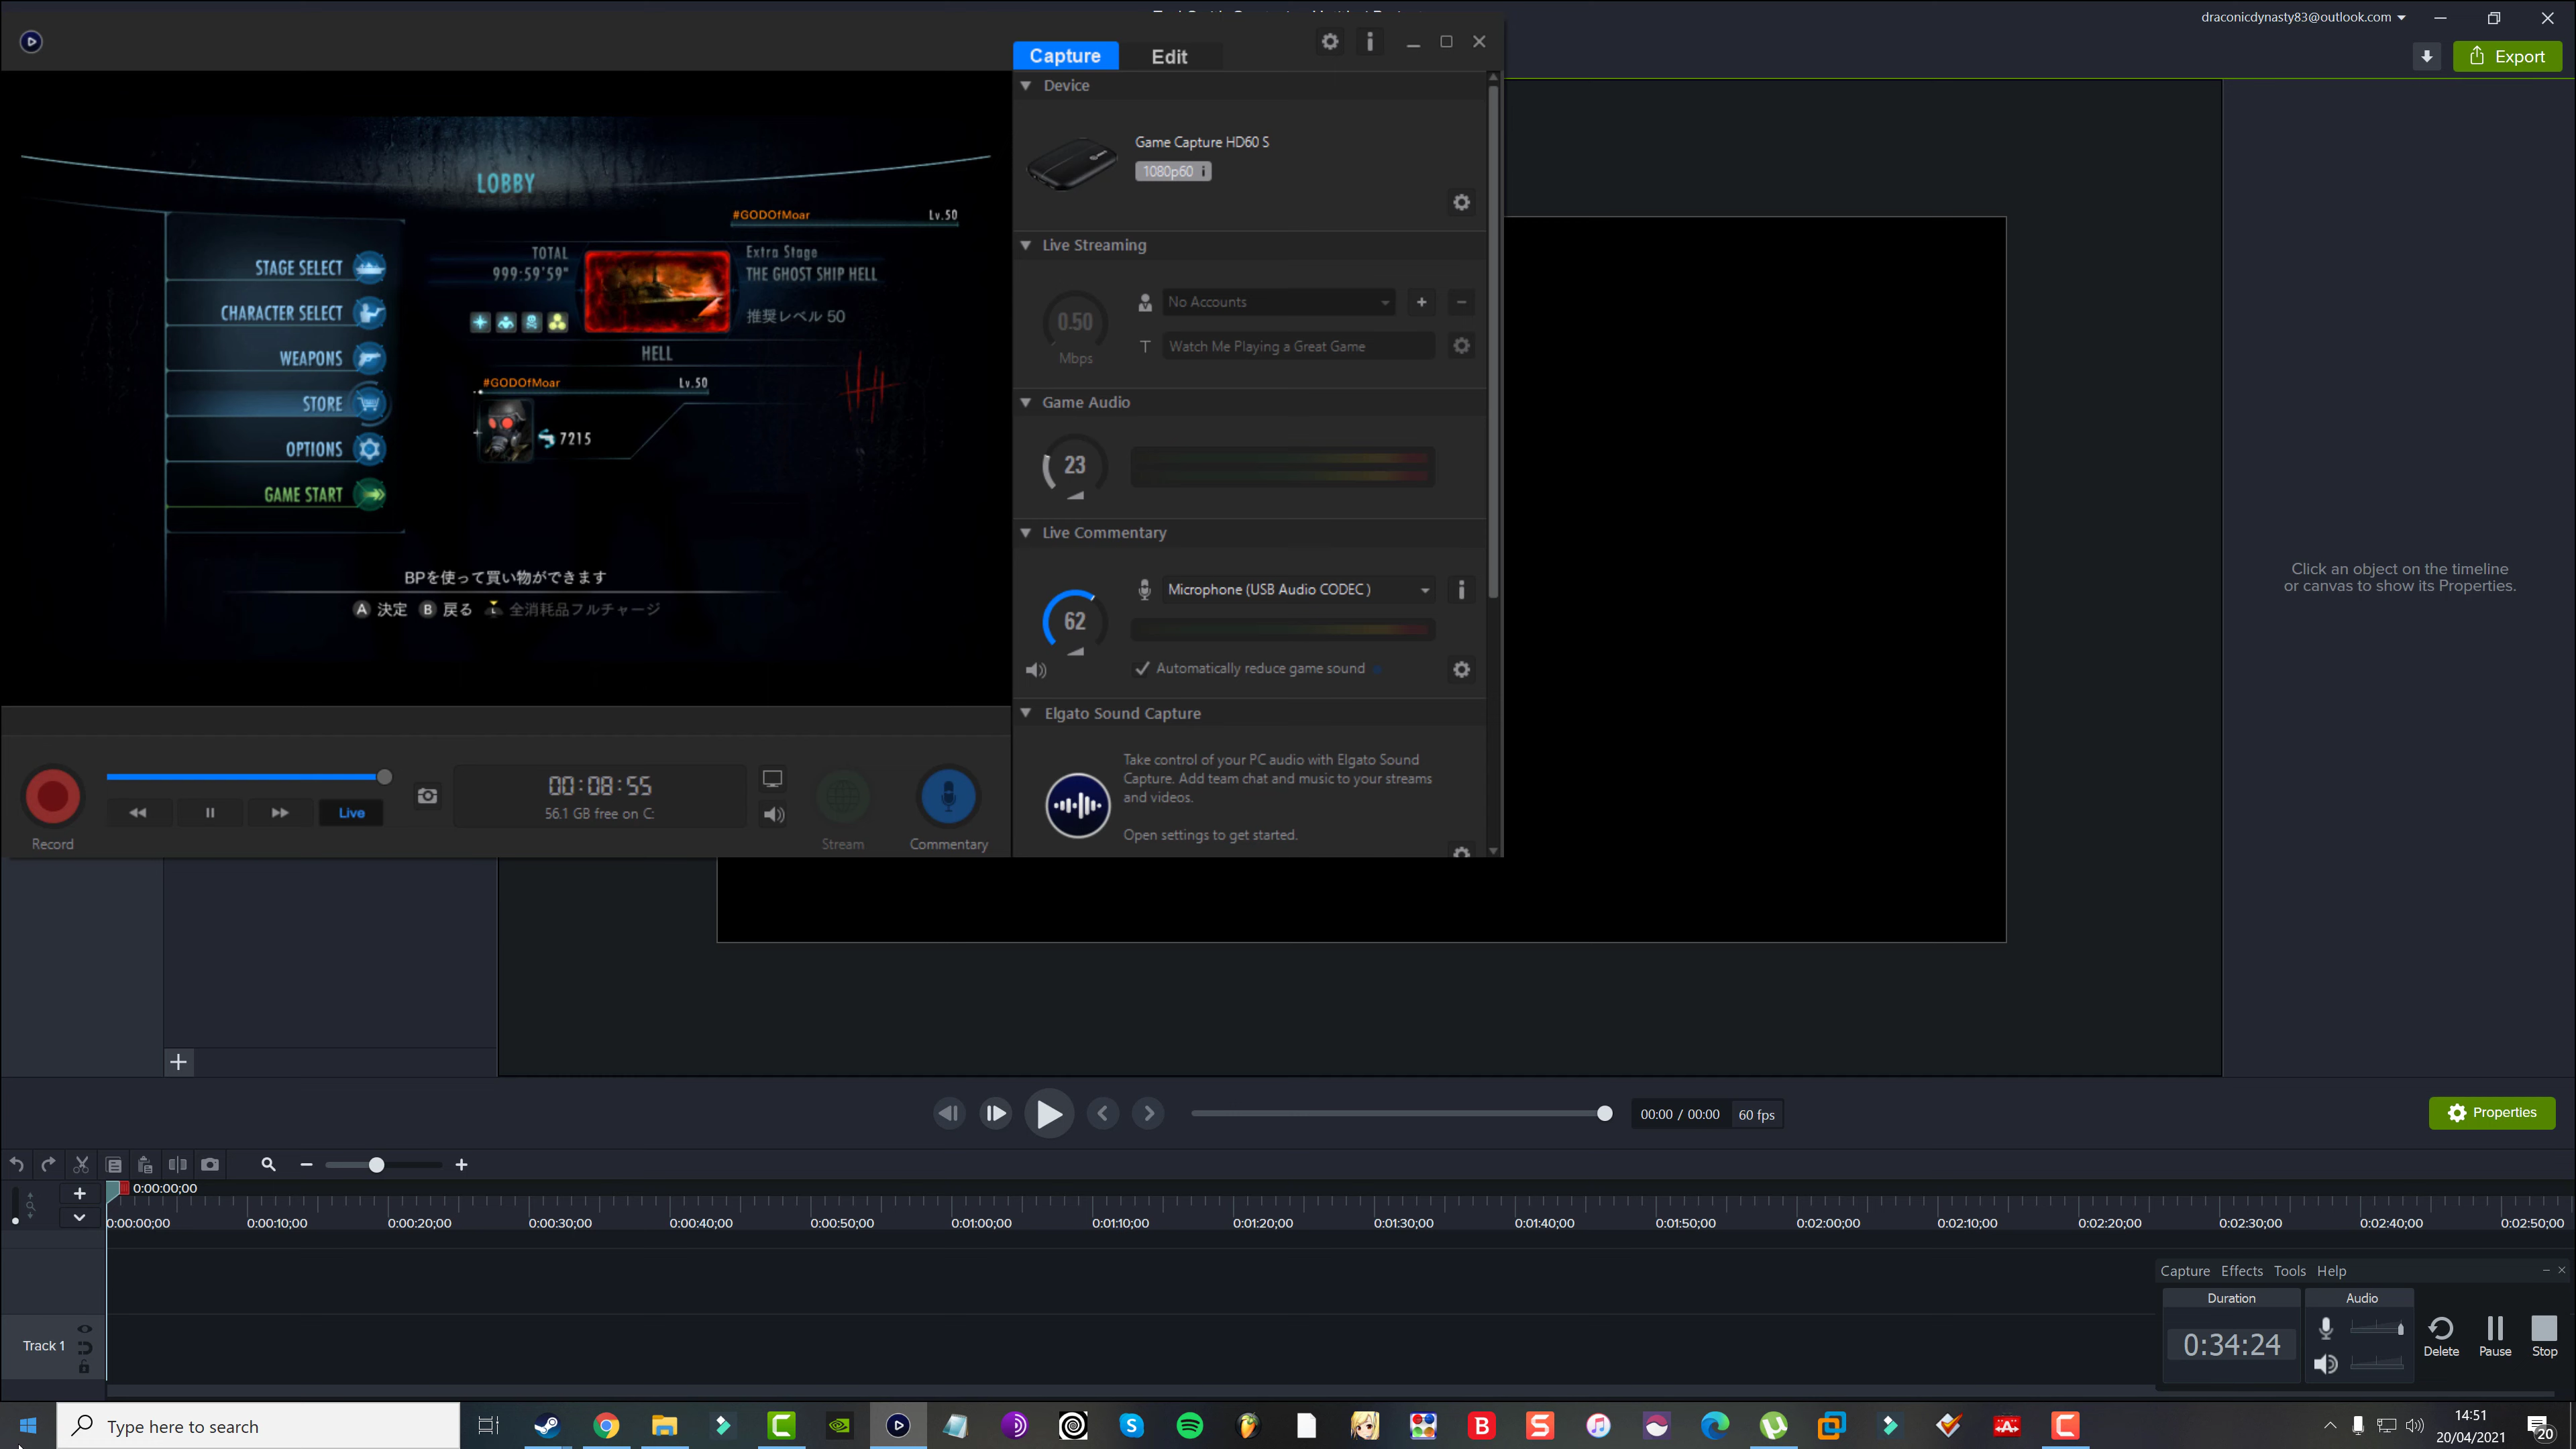 draconicdynasty83@outlook.com
Export
Capture
Edit
Device
Game Capture HD60 S
1080p60 i
Live Streaming
0.50
Mbps
No Accounts
Watch Me Playing a Great Game
Game Audio
23
Live Commentary
Microphone (USB Audio CODEC )
62
Automatically reduce game sound
Elgato Sound Capture
Take control of your PC audio with Elgato Sound
Capture. Add team chat and music to your streams
and videos.
Open settings to get started.
LOBBY
#GODOfMoar Lv.50
STAGE SELECT
CHARACTER SELECT
WEAPONS
STORE
OPTIONS
GAME START
TOTAL
999:59'59"
Extra Stage
THE GHOST SHIP HELL
推奨レベル 50
HELL
#GODOfMoar Lv.50
7215
BPを使って買い物ができます
A 決定 B 戻る L 全消耗品フルチャージ
Record
Live
00:08:55
56.1 GB free on C:
Stream
Commentary
Click an object on the timeline
or canvas to show its Properties.
00:00 / 00:00 60 fps
Properties
0:00:00;00
0:00:00;00 0:00:10;00 0:00:20;00 0:00:30;00 0:00:40;00 0:00:50;00 0:01:00;00 0:01:10;00 0:01:20;00 0:01:30;00 0:01:40;00 0:01:50;00 0:02:00;00 0:02:10;00 0:02:20;00 0:02:30;00 0:02:40;00 0:02:50;00
Track 1
Capture Effects Tools Help
Duration
Audio
0:34:24
Delete
Pause
Stop
Type here to search
14:51
20/04/2021
20